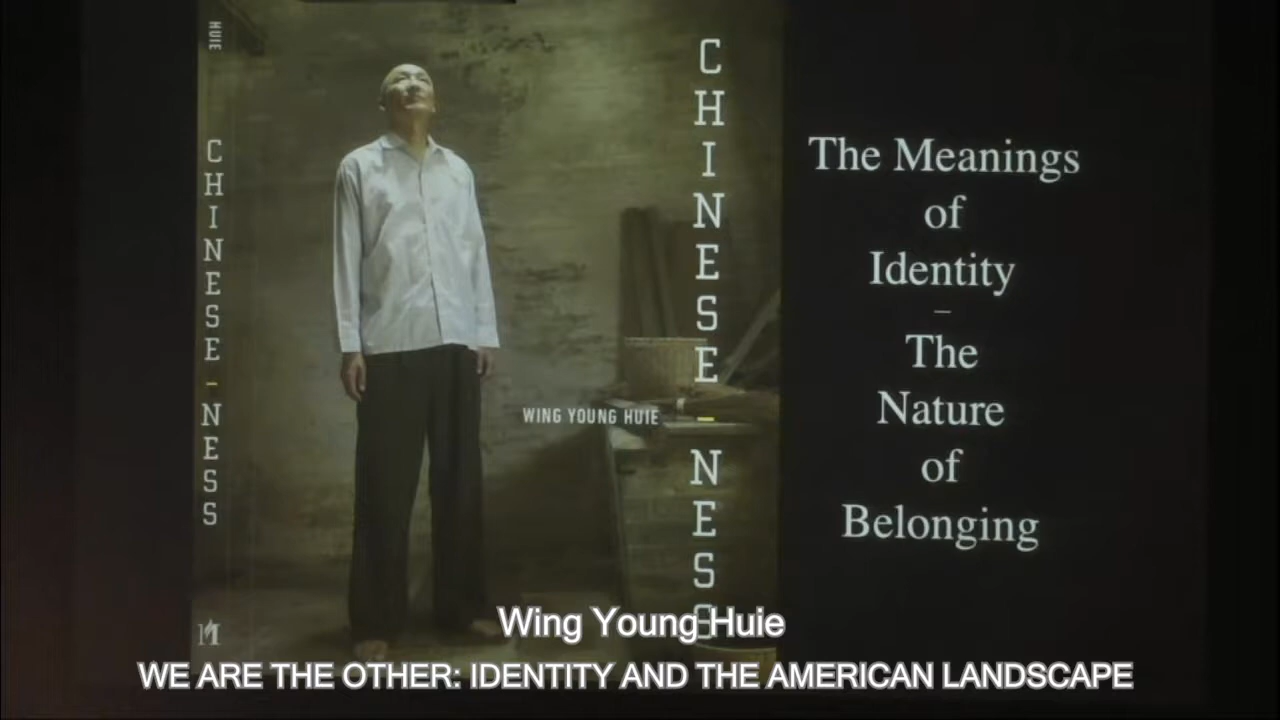 HUIE
CHINESE-NESS
CHINESE-NESS
WING YOUNG HUIE
The Meanings
of
Identity
–
The
Nature
of
Belonging
Wing Young Huie
WE ARE THE OTHER: IDENTITY AND THE AMERICAN LANDSCAPE